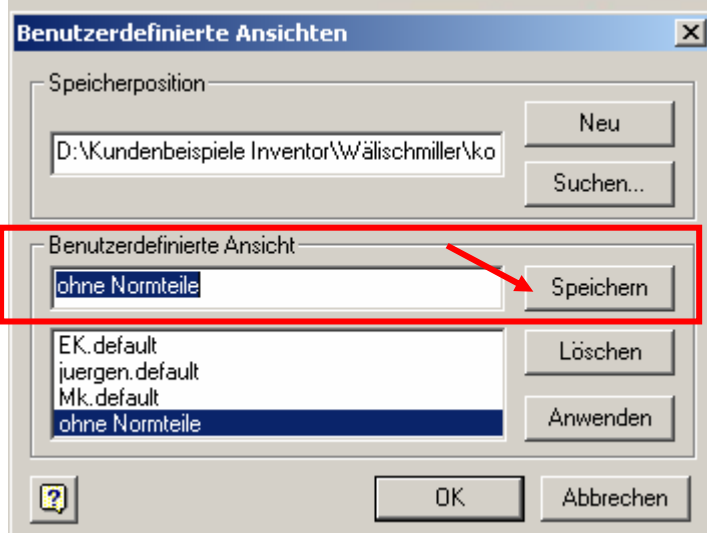 Benutzerdefinierte Ansichten
Speicherposition
Neu
D:\Kundenbeispiele Inventor\Wälischmiller\ko
Suchen...
Benutzerdefinierte Ansicht
ohne Normteile
Speichern
EK.default
juergen.default
Mk.default
ohne Normteile
Löschen
Anwenden
?
OK
Abbrechen